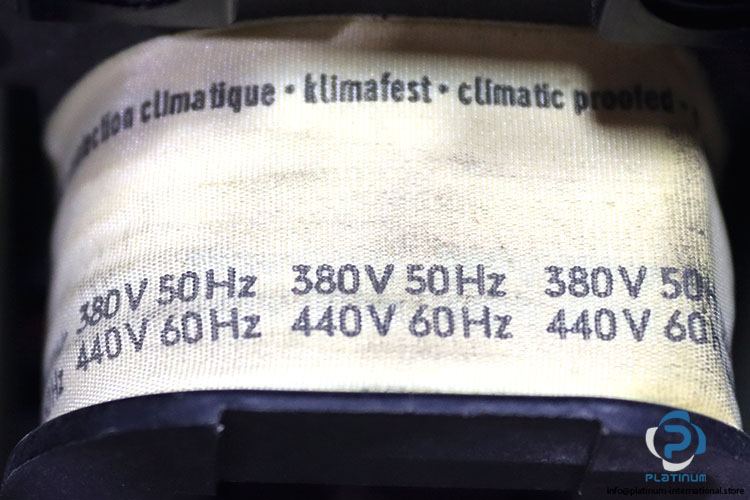 climatique • klimafest • climatic proofed •
380V 50Hz 380V 50Hz 380V 50
440V 60Hz 440V 60Hz 440V 60
Hz
PLATINUM
info@platinum-international.store